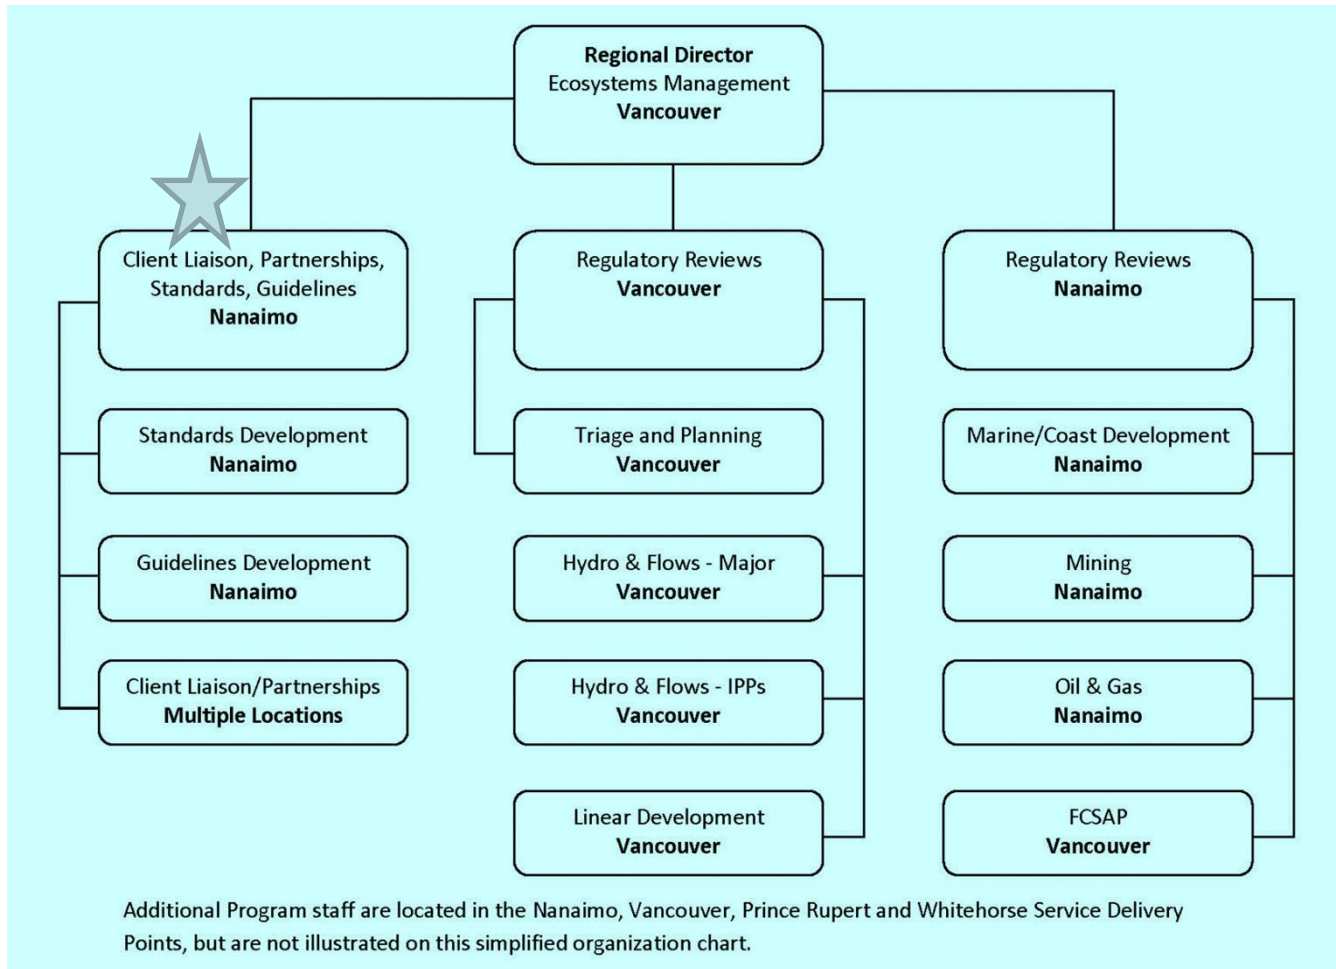 Regional Director
Ecosystems Management
Vancouver
Client Liaison, Partnerships,
Standards, Guidelines
Nanaimo
Regulatory Reviews
Vancouver
Regulatory Reviews
Nanaimo
Standards Development
Nanaimo
Triage and Planning
Vancouver
Marine/Coast Development
Nanaimo
Guidelines Development
Nanaimo
Hydro & Flows - Major
Vancouver
Mining
Nanaimo
Client Liaison/Partnerships
Multiple Locations
Hydro & Flows - IPPs
Vancouver
Oil & Gas
Nanaimo
Linear Development
Vancouver
FCSAP
Vancouver
Additional Program staff are located in the Nanaimo, Vancouver, Prince Rupert and Whitehorse Service Delivery
Points, but are not illustrated on this simplified organization chart.